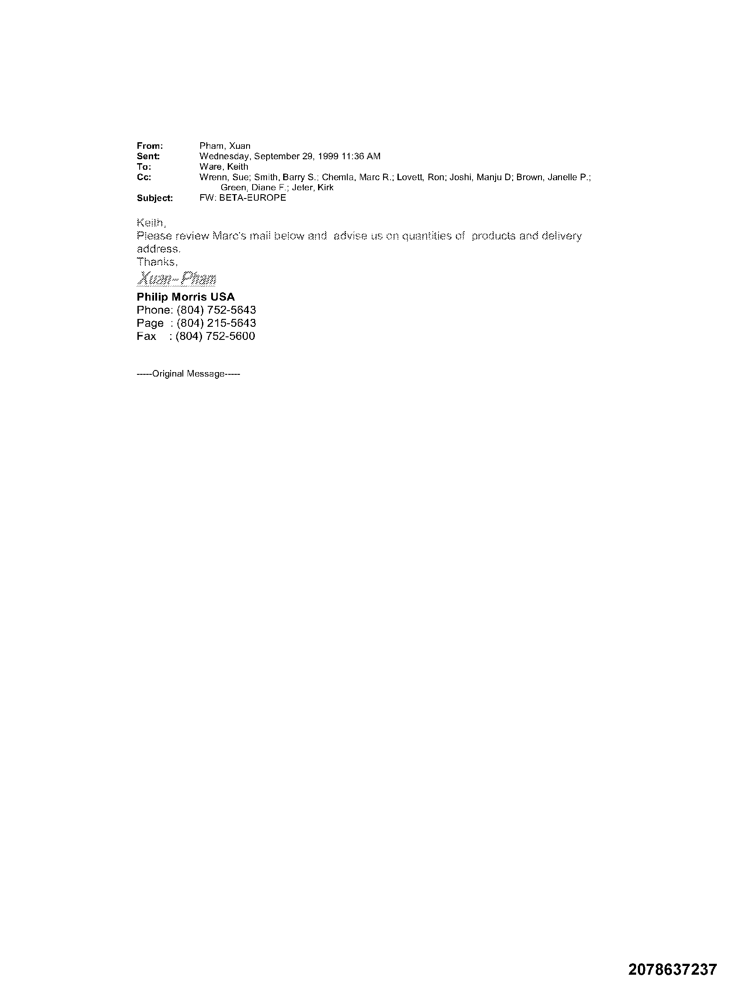 From: Pham, Xuan
Sent: Wednesday, September 29, 1999 11:36 AM
To: Ware, Keith
Cc: Wrenn, Sue; Smith, Barry S.; Chemla, Marc R.; Lovett, Ron; Joshi, Manju D; Brown, Janelle P.;
Green, Diane F.; Jeter, Kirk
Subject: FW: BETA-EUROPE
Keith,
Please review Marc's mail below and advise us on quantities of products and delivery
address.
Thanks,
Xuan-Pham
Philip Morris USA
Phone: (804) 752-5643
Page : (804) 215-5643
Fax : (804) 752-5600
-----Original Message-----
2078637237